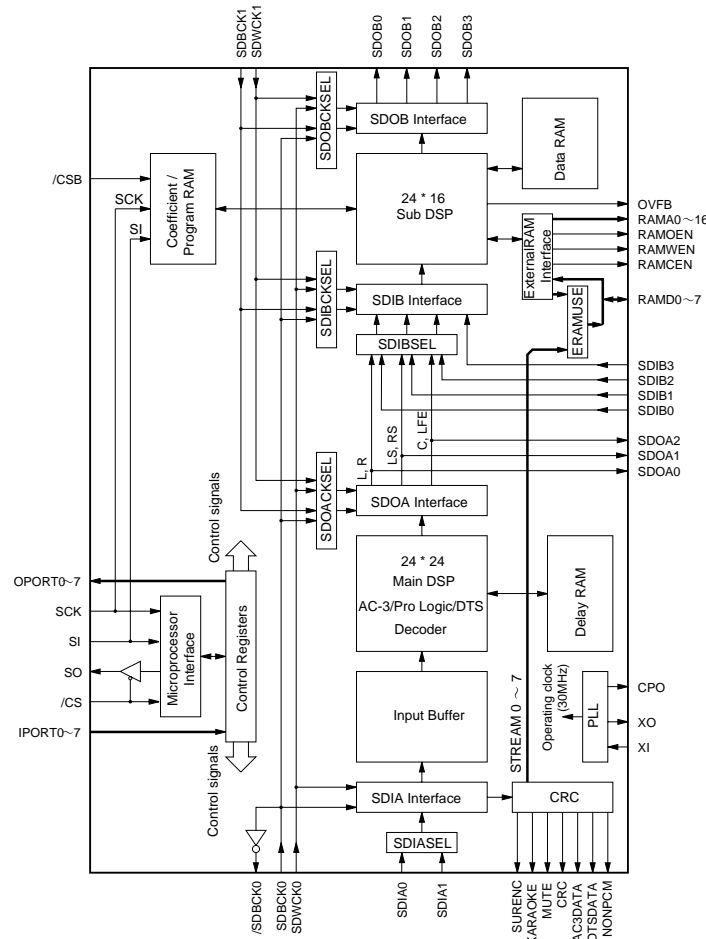 SDBCK1
SDWCK1
SDOB0
SDOB1
SDOB2
SDOB3
SDOBCKSEL
SDOB Interface
Data RAM
/CSB
SCK
SI
Coefficient /
Program RAM
24 * 16
Sub DSP
OVFB
RAMA0～16
RAMOEN
RAMWEN
RAMCEN
ExternalRAM
Interface
SDIBCKSEL
SDIB Interface
ERAMUSE
RAMD0～7
SDIBSEL
SDIB3
SDIB2
SDIB1
SDIB0
L, R
LS, RS
C, LFE
SDOA2
SDOA1
SDOA0
SDOACKSEL
SDOA Interface
Control signals
24 * 24
Main DSP
AC-3/Pro Logic/DTS
Decoder
Delay RAM
OPORT0～7
SCK
SI
SO
/CS
IPORT0～7
Microprocessor
Interface
Control Registers
Input Buffer
STREAM 0 ～ 7
Operating clock
(30MHz)
PLL
CPO
XO
XI
Control signals
SDIA Interface
CRC
SDIASEL
/SDBCK0
SDBCK0
SDWCK0
SDIA0
SDIA1
SURENC
KARAOKE
MUTE
CRC
AC3DATA
DTSDATA
NONPCM